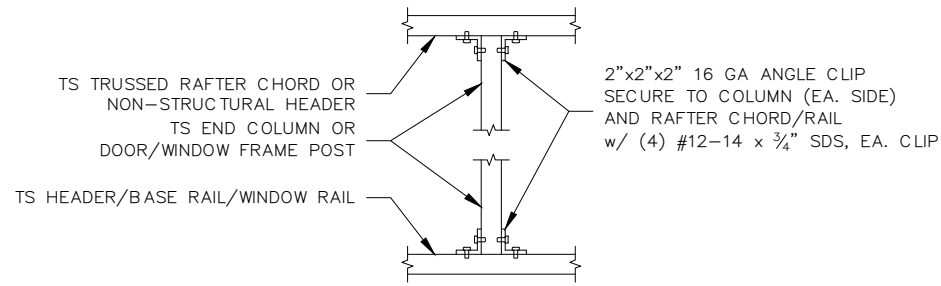 TS TRUSSED RAFTER CHORD OR
NON-STRUCTURAL HEADER
TS END COLUMN OR
DOOR/WINDOW FRAME POST
TS HEADER/BASE RAIL/WINDOW RAIL
2"x2"x2" 16 GA ANGLE CLIP
SECURE TO COLUMN (EA. SIDE)
AND RAFTER CHORD/RAIL
w/ (4) #12-14 x ¾" SDS, EA. CLIP